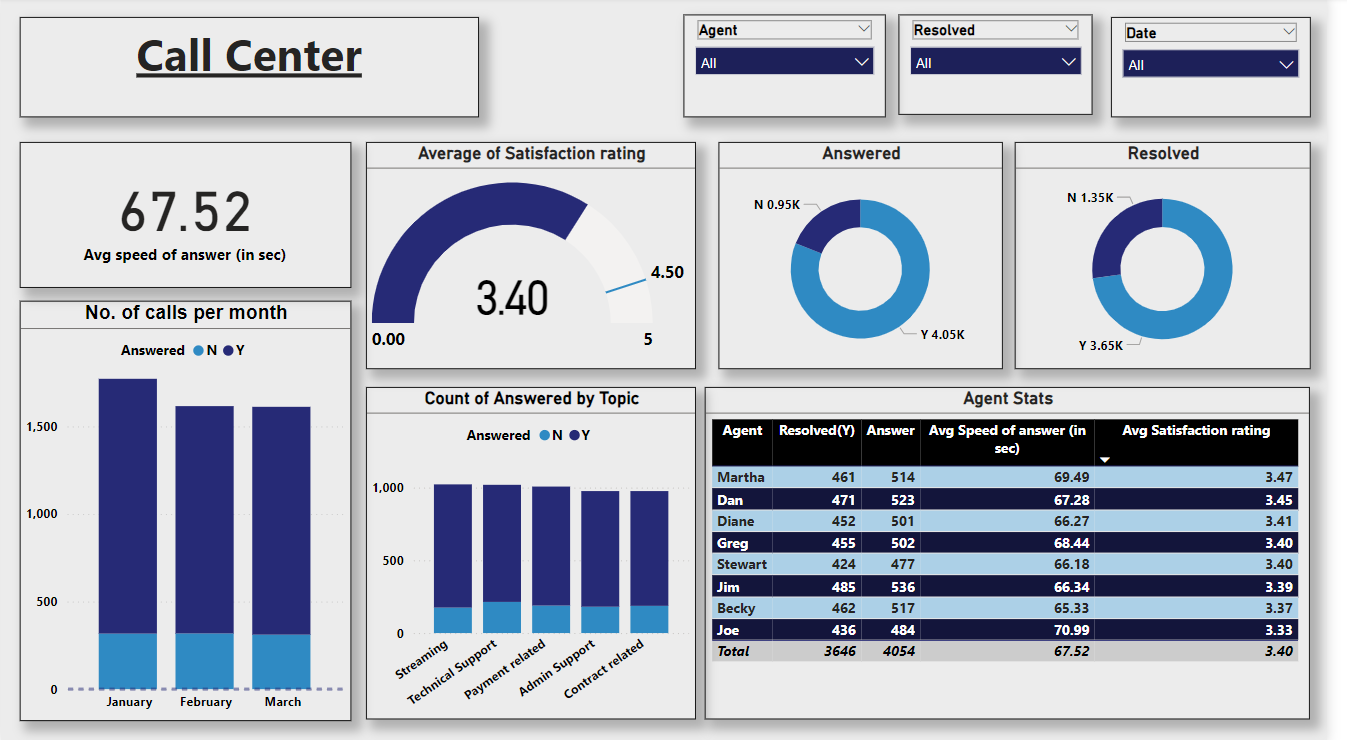 Call Center
Agent
All
Resolved
All
Date
All
67.52
Avg speed of answer (in sec)
Average of Satisfaction rating
3.40
4.50
0.00
5
Answered
N 0.95K
Y 4.05K
Resolved
N 1.35K
Y 3.65K
No. of calls per month
Answered N Y
1,500
1,000
500
0
January February March
Count of Answered by Topic
Answered N Y
1,000
500
0
Streaming
Technical Support
Payment related
Admin Support
Contract related
Agent Stats
Agent Resolved(Y) Answer Avg Speed of answer (in sec) Avg Satisfaction rating
Martha 461 514 69.49 3.47
Dan 471 523 67.28 3.45
Diane 452 501 66.27 3.41
Greg 455 502 68.44 3.40
Stewart 424 477 66.18 3.40
Jim 485 536 66.34 3.39
Becky 462 517 65.33 3.37
Joe 436 484 70.99 3.33
Total 3646 4054 67.52 3.40